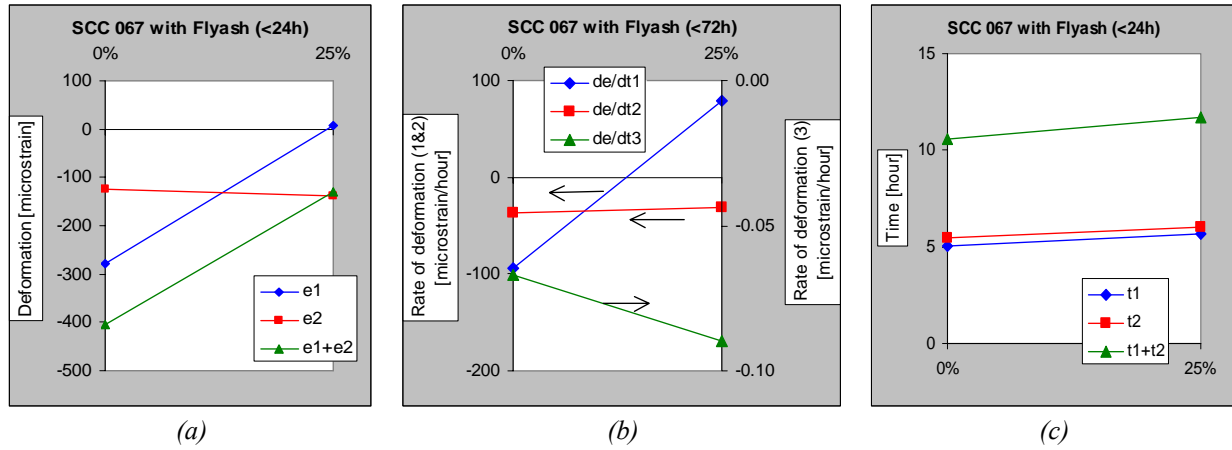 SCC 067 with Flyash (<24h)
0% 25%
100
0
-100
-200
-300
-400
-500
Deformation [microstrain]
e1
e2
e1+e2
(a)
SCC 067 with Flyash (<72h)
0% 25%
100
0
-100
-200
Rate of deformation (1&2)
[microstrain/hour]
de/dt1
de/dt2
de/dt3
0.00
-0.05
-0.10
Rate of deformation (3)
[microstrain/hour]
(b)
SCC 067 with Flyash (<24h)
15
10
5
0
Time [hour]
t1
t2
t1+t2
0% 25%
(c)